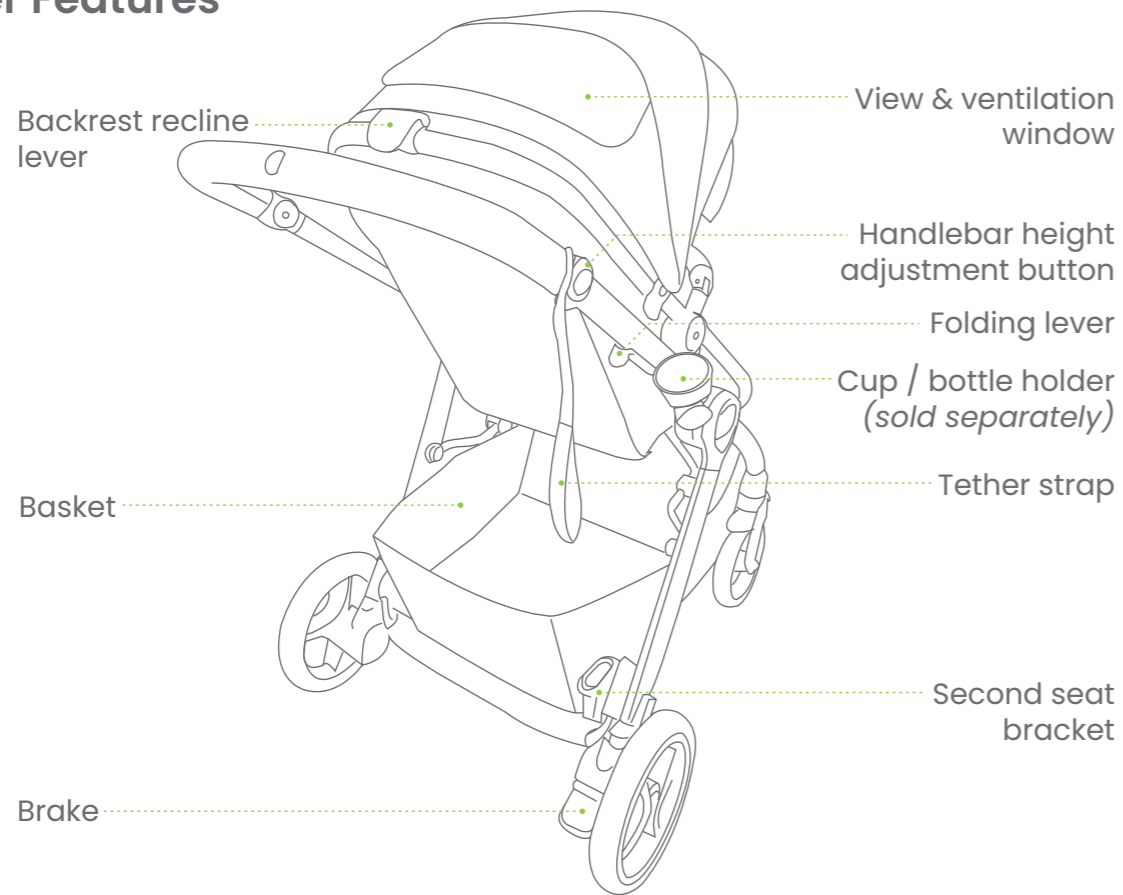 Features
Backrest recline
lever
View & ventilation
window
Handlebar height
adjustment button
Folding lever
Cup / bottle holder
(sold separately)
Tether strap
Basket
Second seat
bracket
Brake